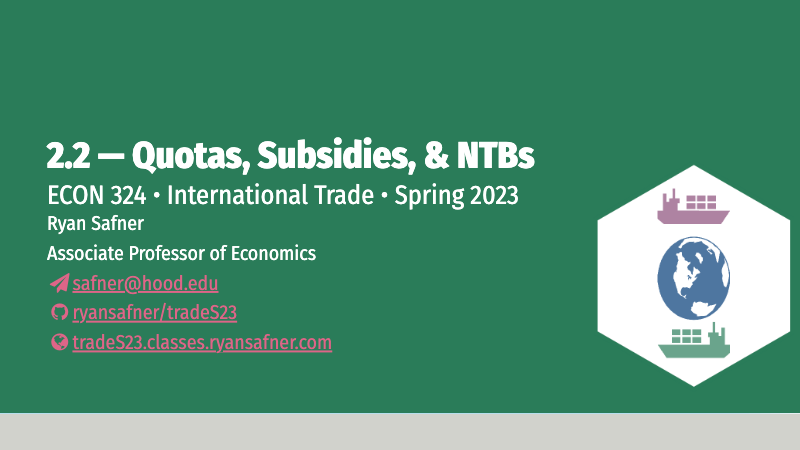 2.2 — Quotas, Subsidies, & NTBs
ECON 324 • International Trade • Spring 2023
Ryan Safner
Associate Professor of Economics
safner@hood.edu
ryansafner/tradeS23
tradeS23.classes.ryansafner.com